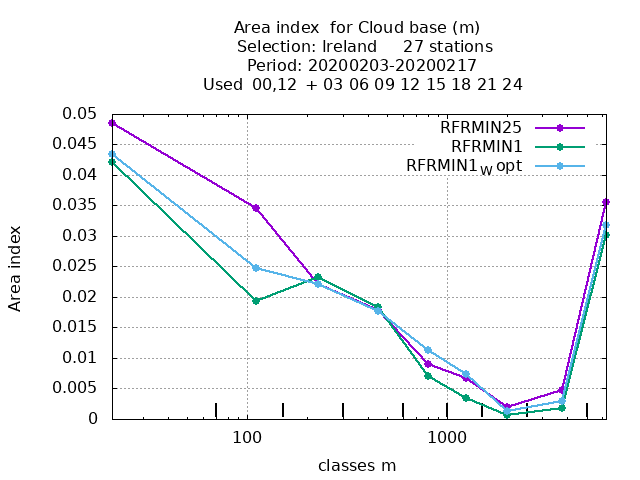 Area index  for Cloud base (m)
Selection: Ireland     27 stations
Period: 20200203-20200217
Used  00,12  + 03 06 09 12 15 18 21 24
RFRMIN25
RFRMIN1
RFRMIN1W opt
0.05
0.045
0.04
0.035
0.03
0.025
0.02
0.015
0.01
0.005
0
Area index
100
1000
classes m